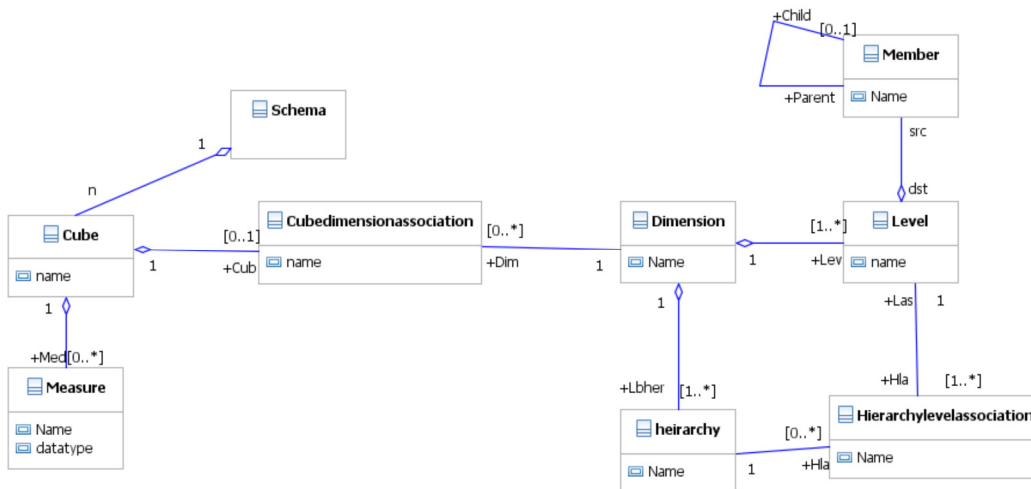 +Child
[0..1]
Member
+Parent
Name
src
dst
Schema
1
n
Cube
name
1
[0..1]
+Cub
Cubedimensionassociation
name
[0..*]
+Dim
1
Dimension
Name
1
[1..*]
+Lev
Level
name
1
+Med[0..*]
Measure
Name
datatype
1
+Lbher
[1..*]
heirarchy
Name
+Las
1
+Hla
[1..*]
Hierarchylevelassociation
Name
[0..*]
1
+Hla